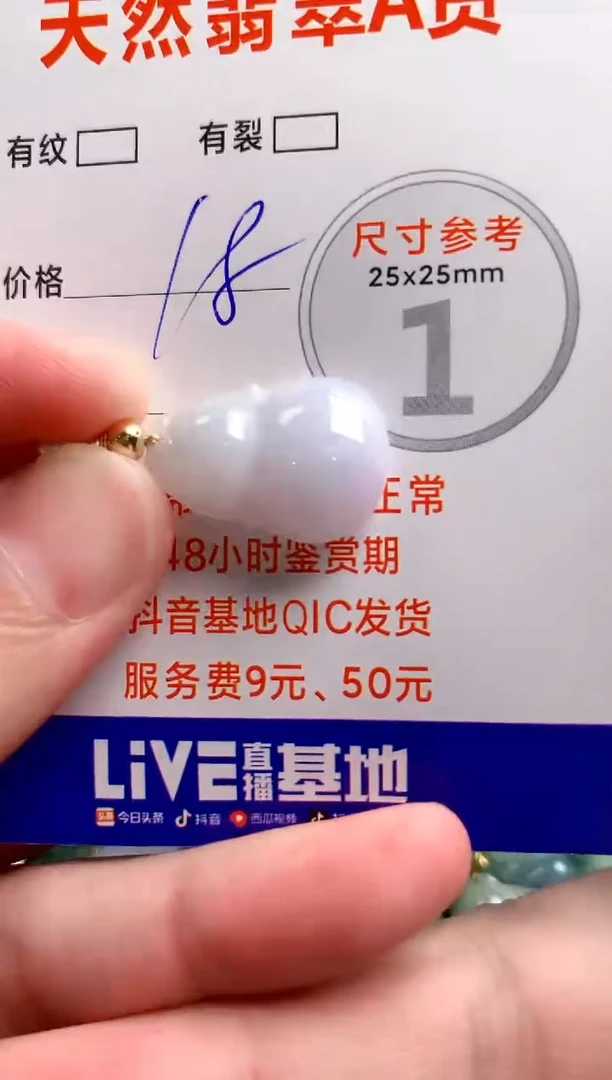 天然翡翠A货
有纹 有裂
价格 18
尺寸参考
25x25mm
1
正常
48小时鉴赏期
抖音基地QIC发货
服务费9元、50元
LiVE直播基地
头条 今日头条 抖音 西瓜视频